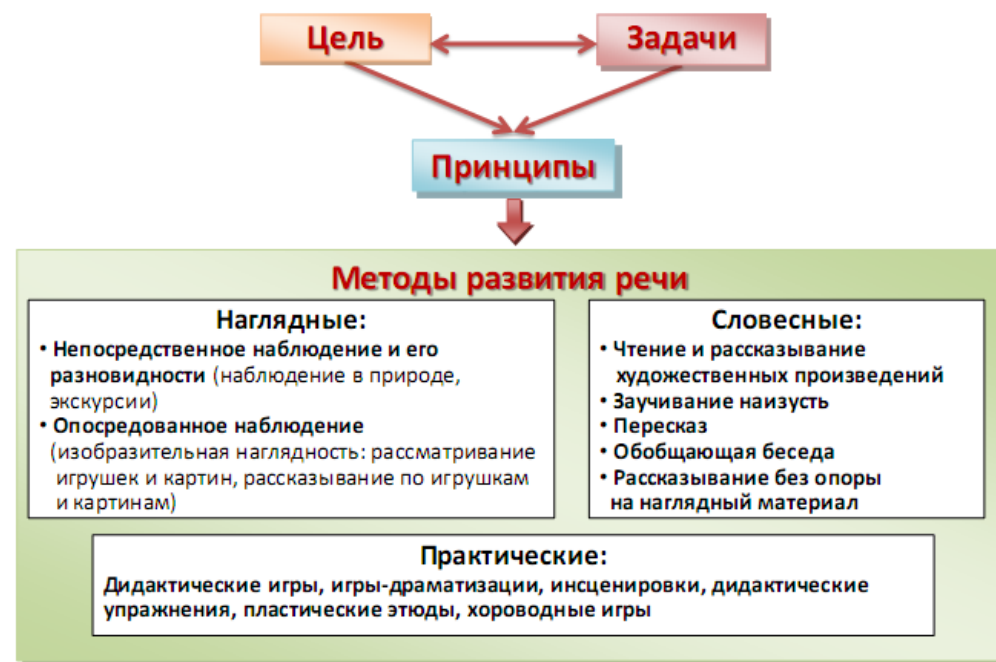 Цель
Задачи
Принципы
Методы развития речи
Наглядные:
• Непосредственное наблюдение и его
разновидности (наблюдение в природе,
экскурсии)
• Опосредованное наблюдение
(изобразительная наглядность: рассматривание
игрушек и картин, рассказывание по игрушкам
и картинам)
Словесные:
• Чтение и рассказывание
художественных произведений
• Заучивание наизусть
• Пересказ
• Обобщающая беседа
• Рассказывание без опоры
на наглядный материал
Практические:
Дидактические игры, игры-драматизации, инсценировки, дидактические
упражнения, пластические этюды, хороводные игры